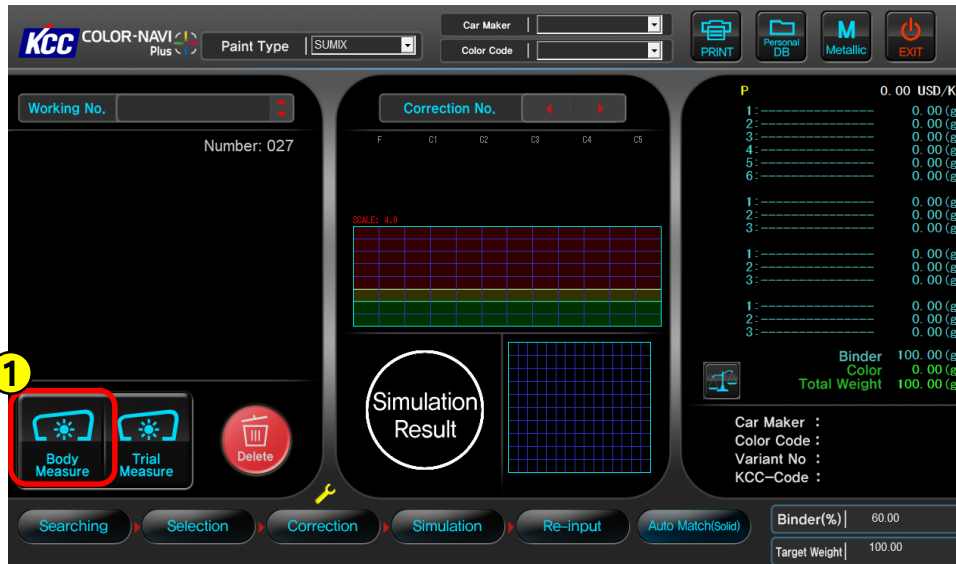 KCC COLOR-NAVI Plus
Paint Type SUMIX
Car Maker
Color Code
PRINT
Personal DB
M Metallic
EXIT
Working No.
Number: 027
Correction No.
F C1 C2 C3 C4 C5
SCALE: 4.0
Simulation
Result
P 0.00 USD/K
1:---------------- 0.00(g
2:---------------- 0.00(g
3:---------------- 0.00(g
4:---------------- 0.00(g
5:---------------- 0.00(g
6:---------------- 0.00(g
1:---------------- 0.00(g
2:---------------- 0.00(g
3:---------------- 0.00(g
1:---------------- 0.00(g
2:---------------- 0.00(g
3:---------------- 0.00(g
1:---------------- 0.00(g
2:---------------- 0.00(g
3:---------------- 0.00(g
Binder 100.00(g
Color 0.00(g
Total Weight 100.00(g
Car Maker :
Color Code :
Variant No :
KCC-Code :
1
Body
Measure
Trial
Measure
Delete
Searching
Selection
Correction
Simulation
Re-input
Auto Match(Solid)
Binder(%) 60.00
Target Weight 100.00